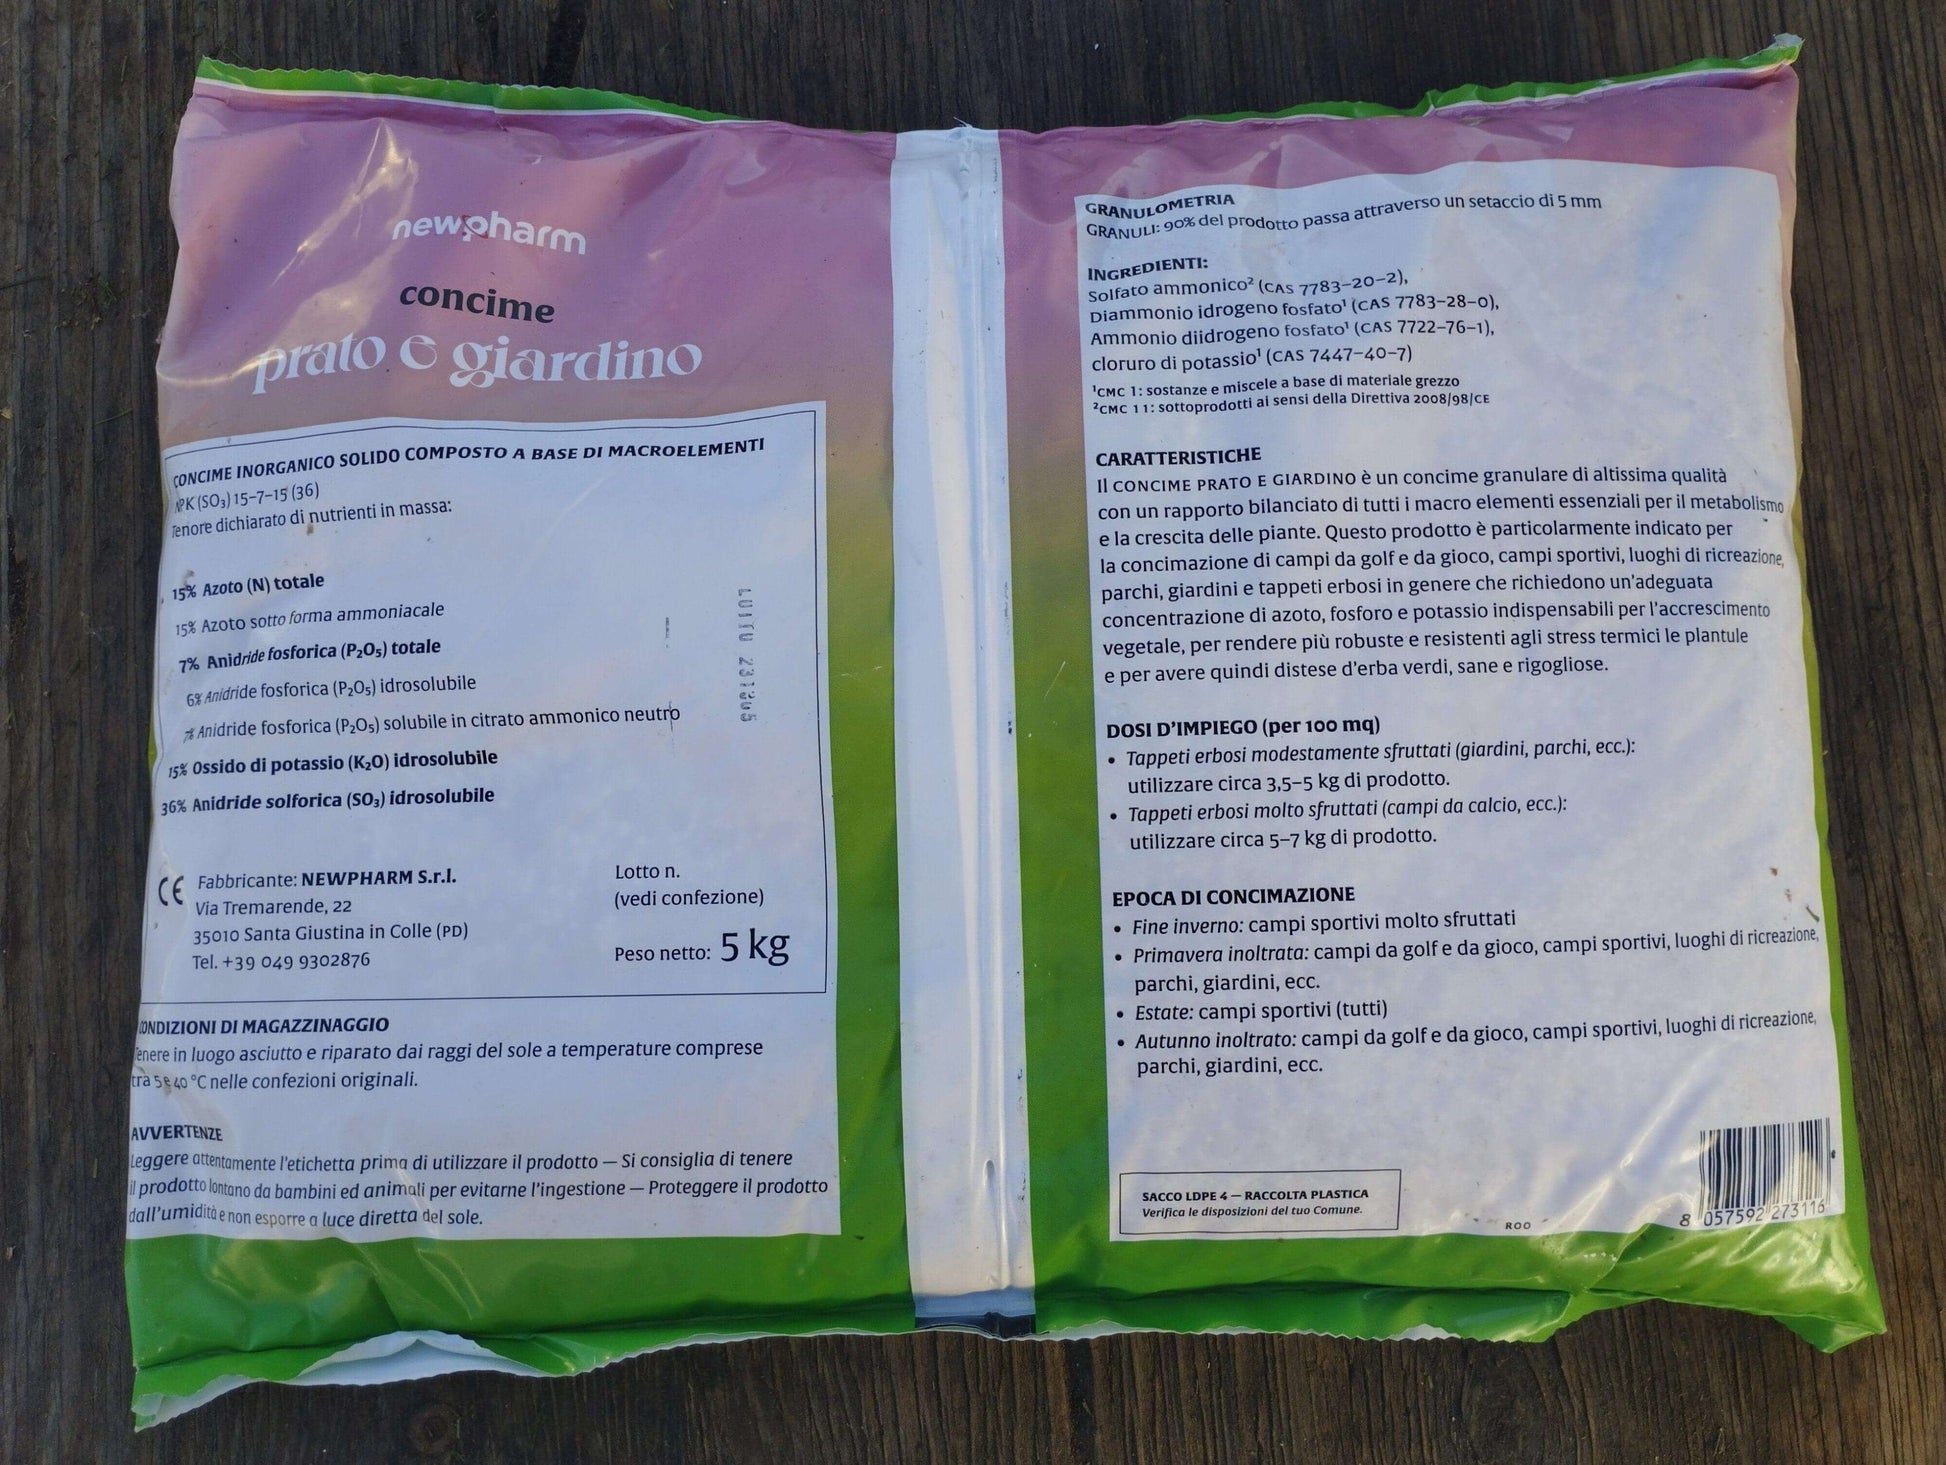 newpharm
concime
prato e giardino
CONCIME INORGANICO SOLIDO COMPOSTO A BASE DI MACROELEMENTI
NPK (SO₃) 15–7–15 (36)
Tenore dichiarato di nutrienti in massa:
15% Azoto (N) totale
15% Azoto sotto forma ammoniacale
7% Anidride fosforica (P₂O₅) totale
6% Anidride fosforica (P₂O₅) idrosolubile
7% Anidride fosforica (P₂O₅) solubile in citrato ammonico neutro
15% Ossido di potassio (K₂O) idrosolubile
36% Anidride solforica (SO₃) idrosolubile
CE Fabbricante: NEWPHARM S.r.l.
Via Tremarende, 22
35010 Santa Giustina in Colle (PD)
Tel. +39 049 9302876
Lotto n.
(vedi confezione)
Peso netto: 5 kg
CONDIZIONI DI MAGAZZINAGGIO
Tenere in luogo asciutto e riparato dai raggi del sole a temperature comprese
tra 5 e 40 °C nelle confezioni originali.
AVVERTENZE
Leggere attentamente l'etichetta prima di utilizzare il prodotto — Si consiglia di tenere
il prodotto lontano da bambini ed animali per evitarne l'ingestione — Proteggere il prodotto
dall'umidità e non esporre a luce diretta del sole.
GRANULOMETRIA
GRANULI: 90% del prodotto passa attraverso un setaccio di 5 mm
INGREDIENTI:
Solfato ammonico² (CAS 7783–20–2),
Diammonio idrogeno fosfato¹ (CAS 7783–28–0),
Ammonio diidrogeno fosfato¹ (CAS 7722–76–1),
cloruro di potassio¹ (CAS 7447–40–7)
¹CMC 1: sostanze e miscele a base di materiale grezzo
²CMC 11: sottoprodotti ai sensi della Direttiva 2008/98/CE
CARATTERISTICHE
Il CONCIME PRATO E GIARDINO è un concime granulare di altissima qualità
con un rapporto bilanciato di tutti i macro elementi essenziali per il metabolismo
e la crescita delle piante. Questo prodotto è particolarmente indicato per
la concimazione di campi da golf e da gioco, campi sportivi, luoghi di ricreazione,
parchi, giardini e tappeti erbosi in genere che richiedono un'adeguata
concentrazione di azoto, fosforo e potassio indispensabili per l'accrescimento
vegetale, per rendere più robuste e resistenti agli stress termici le plantule
e per avere quindi distese d'erba verdi, sane e rigogliose.
DOSI D'IMPIEGO (per 100 mq)
• Tappeti erbosi modestamente sfruttati (giardini, parchi, ecc.):
utilizzare circa 3,5–5 kg di prodotto.
• Tappeti erbosi molto sfruttati (campi da calcio, ecc.):
utilizzare circa 5–7 kg di prodotto.
EPOCA DI CONCIMAZIONE
• Fine inverno: campi sportivi molto sfruttati
• Primavera inoltrata: campi da golf e da gioco, campi sportivi, luoghi di ricreazione,
parchi, giardini, ecc.
• Estate: campi sportivi (tutti)
• Autunno inoltrato: campi da golf e da gioco, campi sportivi, luoghi di ricreazione,
parchi, giardini, ecc.
SACCO LDPE 4 — RACCOLTA PLASTICA
Verifica le disposizioni del tuo Comune.
R00
8 057592 273116